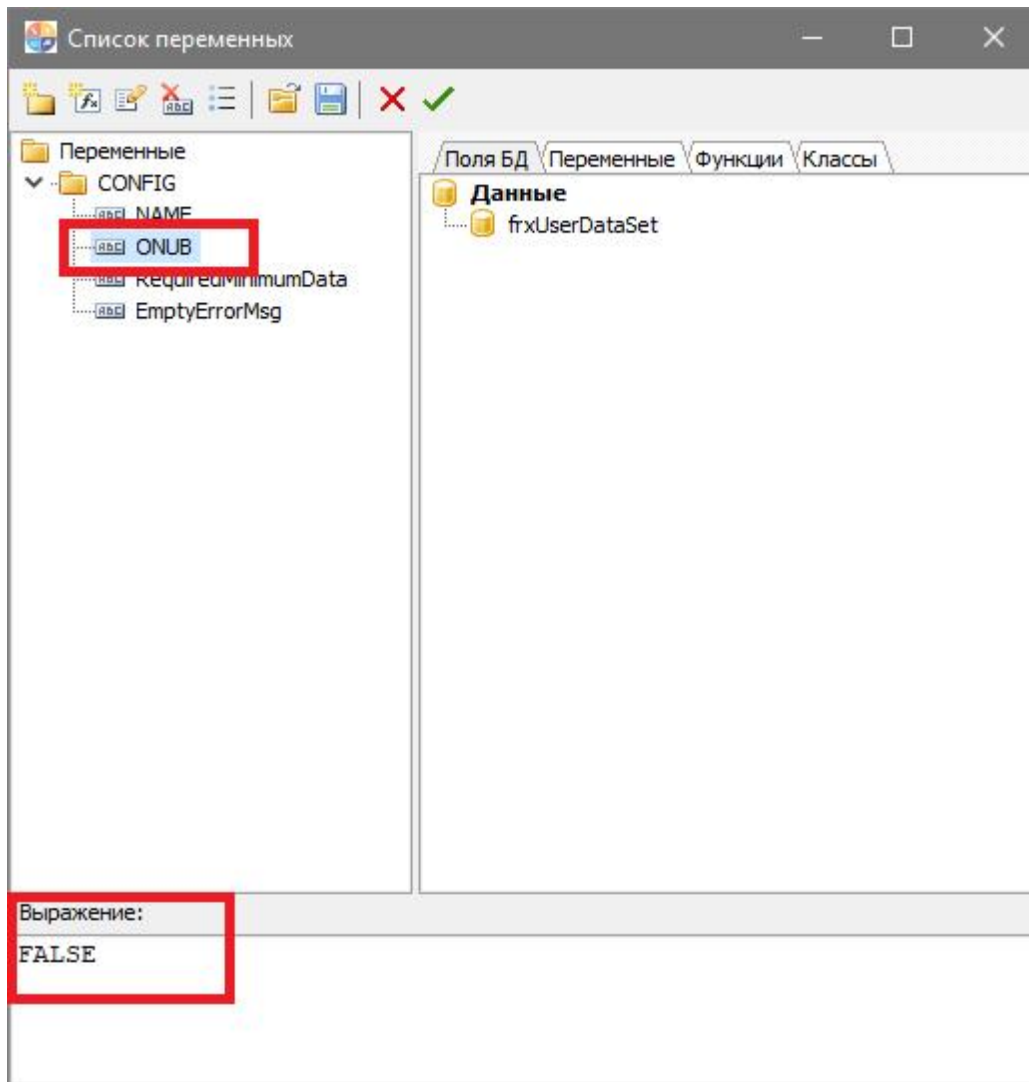 Список переменных
Переменные
CONFIG
NAME
ONUB
RequiredMinimumData
EmptyErrorMsg
Поля БД Переменные Функции Классы
Данные
frxUserDataSet
Выражение:
FALSE